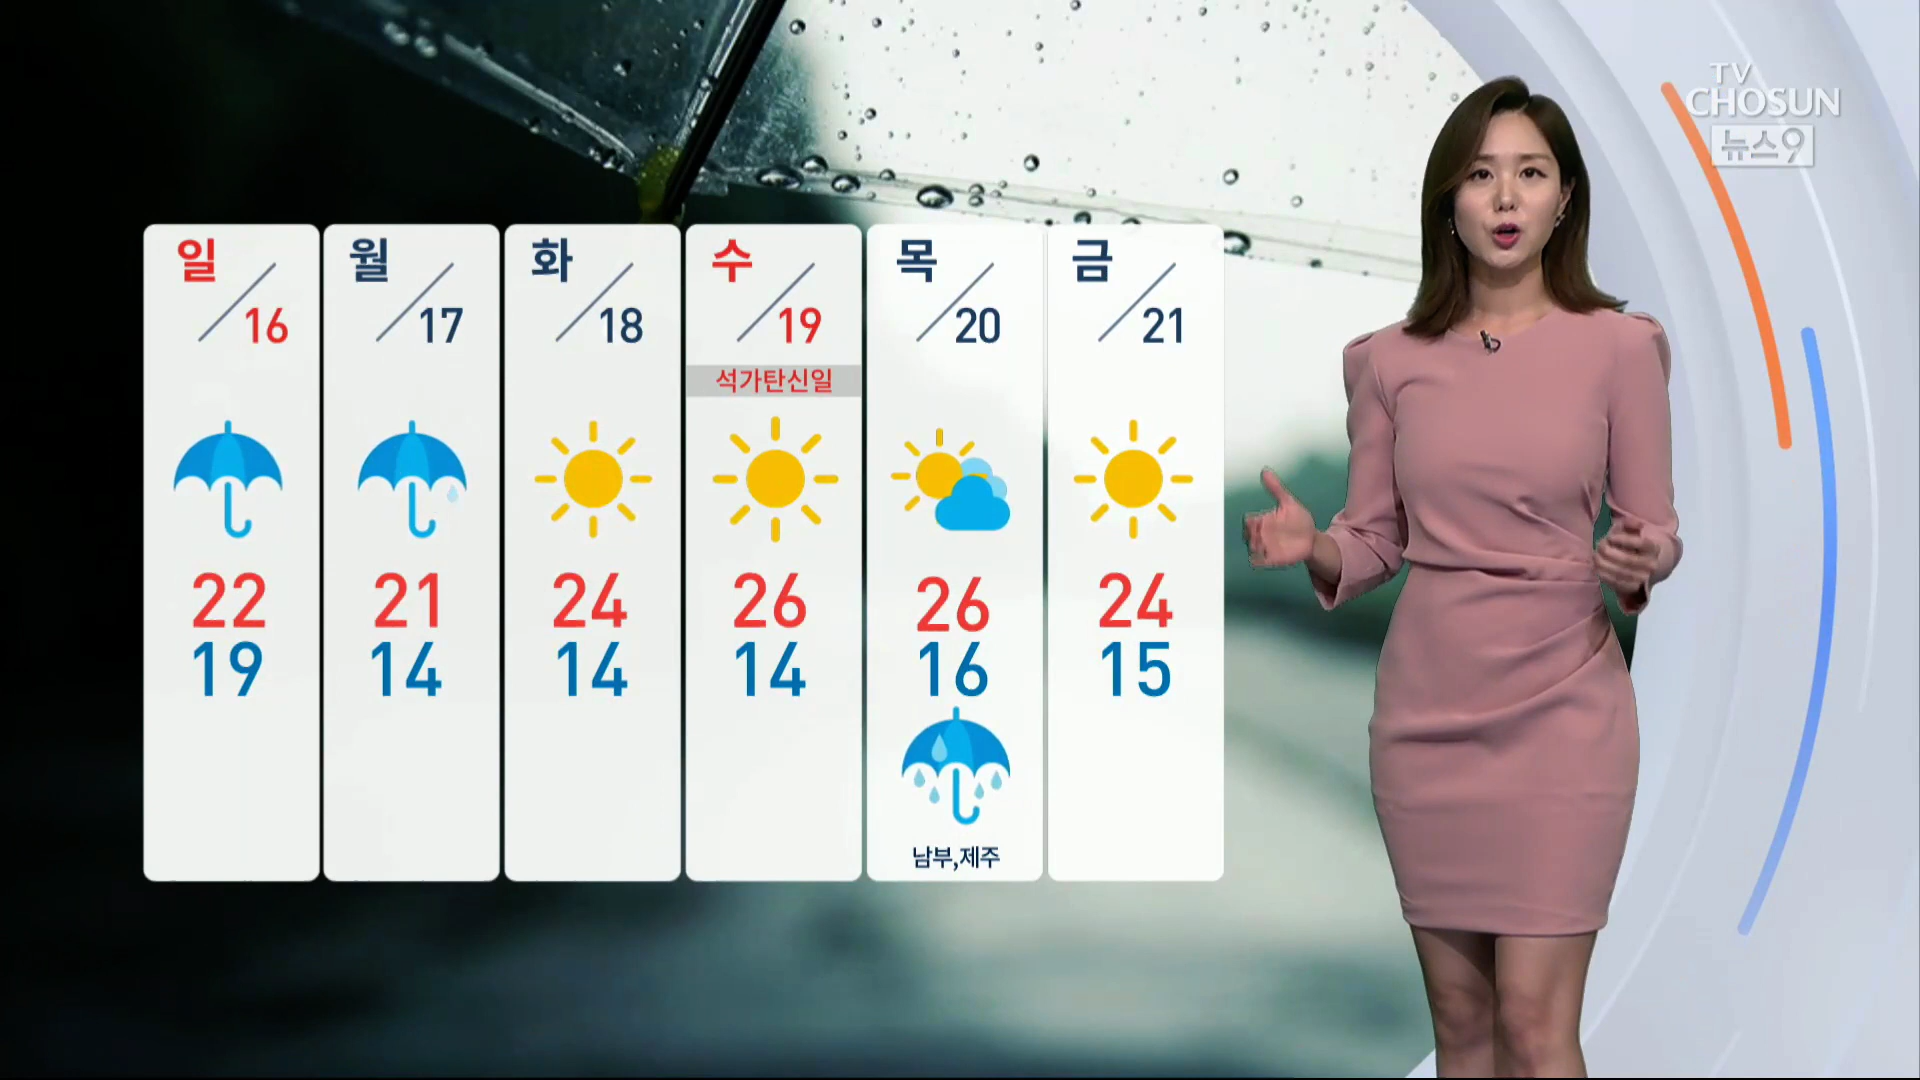 TV
CHOSUN
뉴스9
일 월 화 수 목 금
16 17 18 19 20 21
석가탄신일
22 21 24 26 26 24
19 14 14 14 16 15
남부,제주